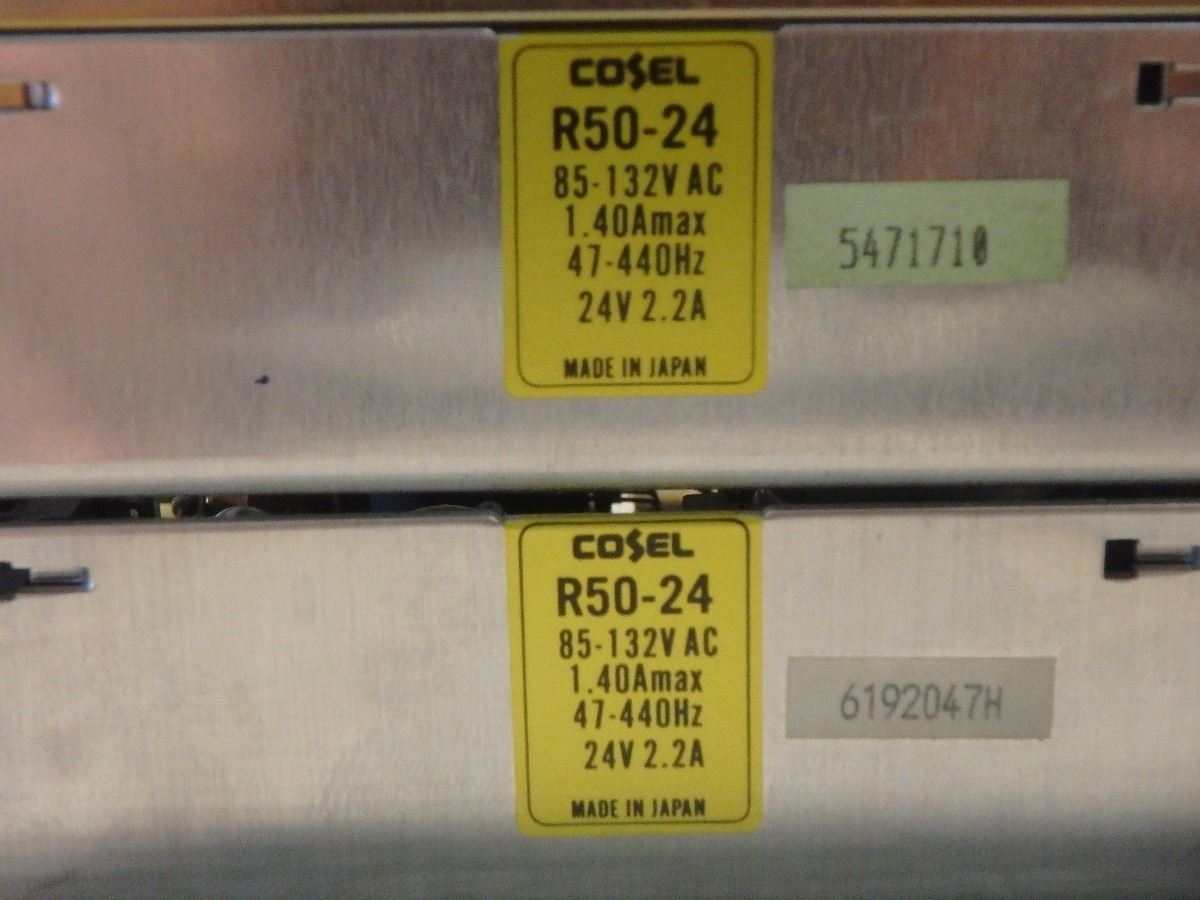 COSEL
R50-24
85-132V AC
1.40Amax
47-440Hz
24V 2.2A
MADE IN JAPAN
5471710
COSEL
R50-24
85-132V AC
1.40Amax
47-440Hz
24V 2.2A
MADE IN JAPAN
6192047H